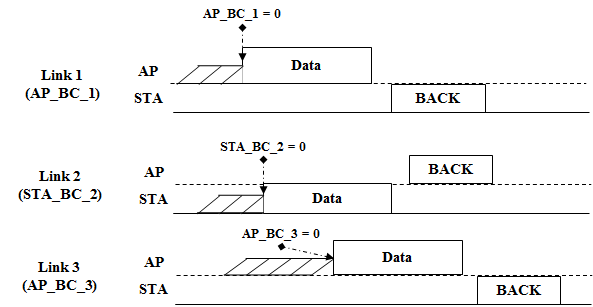 AP_BC_1 = 0
Link 1
(AP_BC_1)
AP
Data
STA
BACK
STA_BC_2 = 0
Link 2
(STA_BC_2)
AP
BACK
STA
Data
AP_BC_3 = 0
Link 3
(AP_BC_3)
AP
Data
STA
BACK